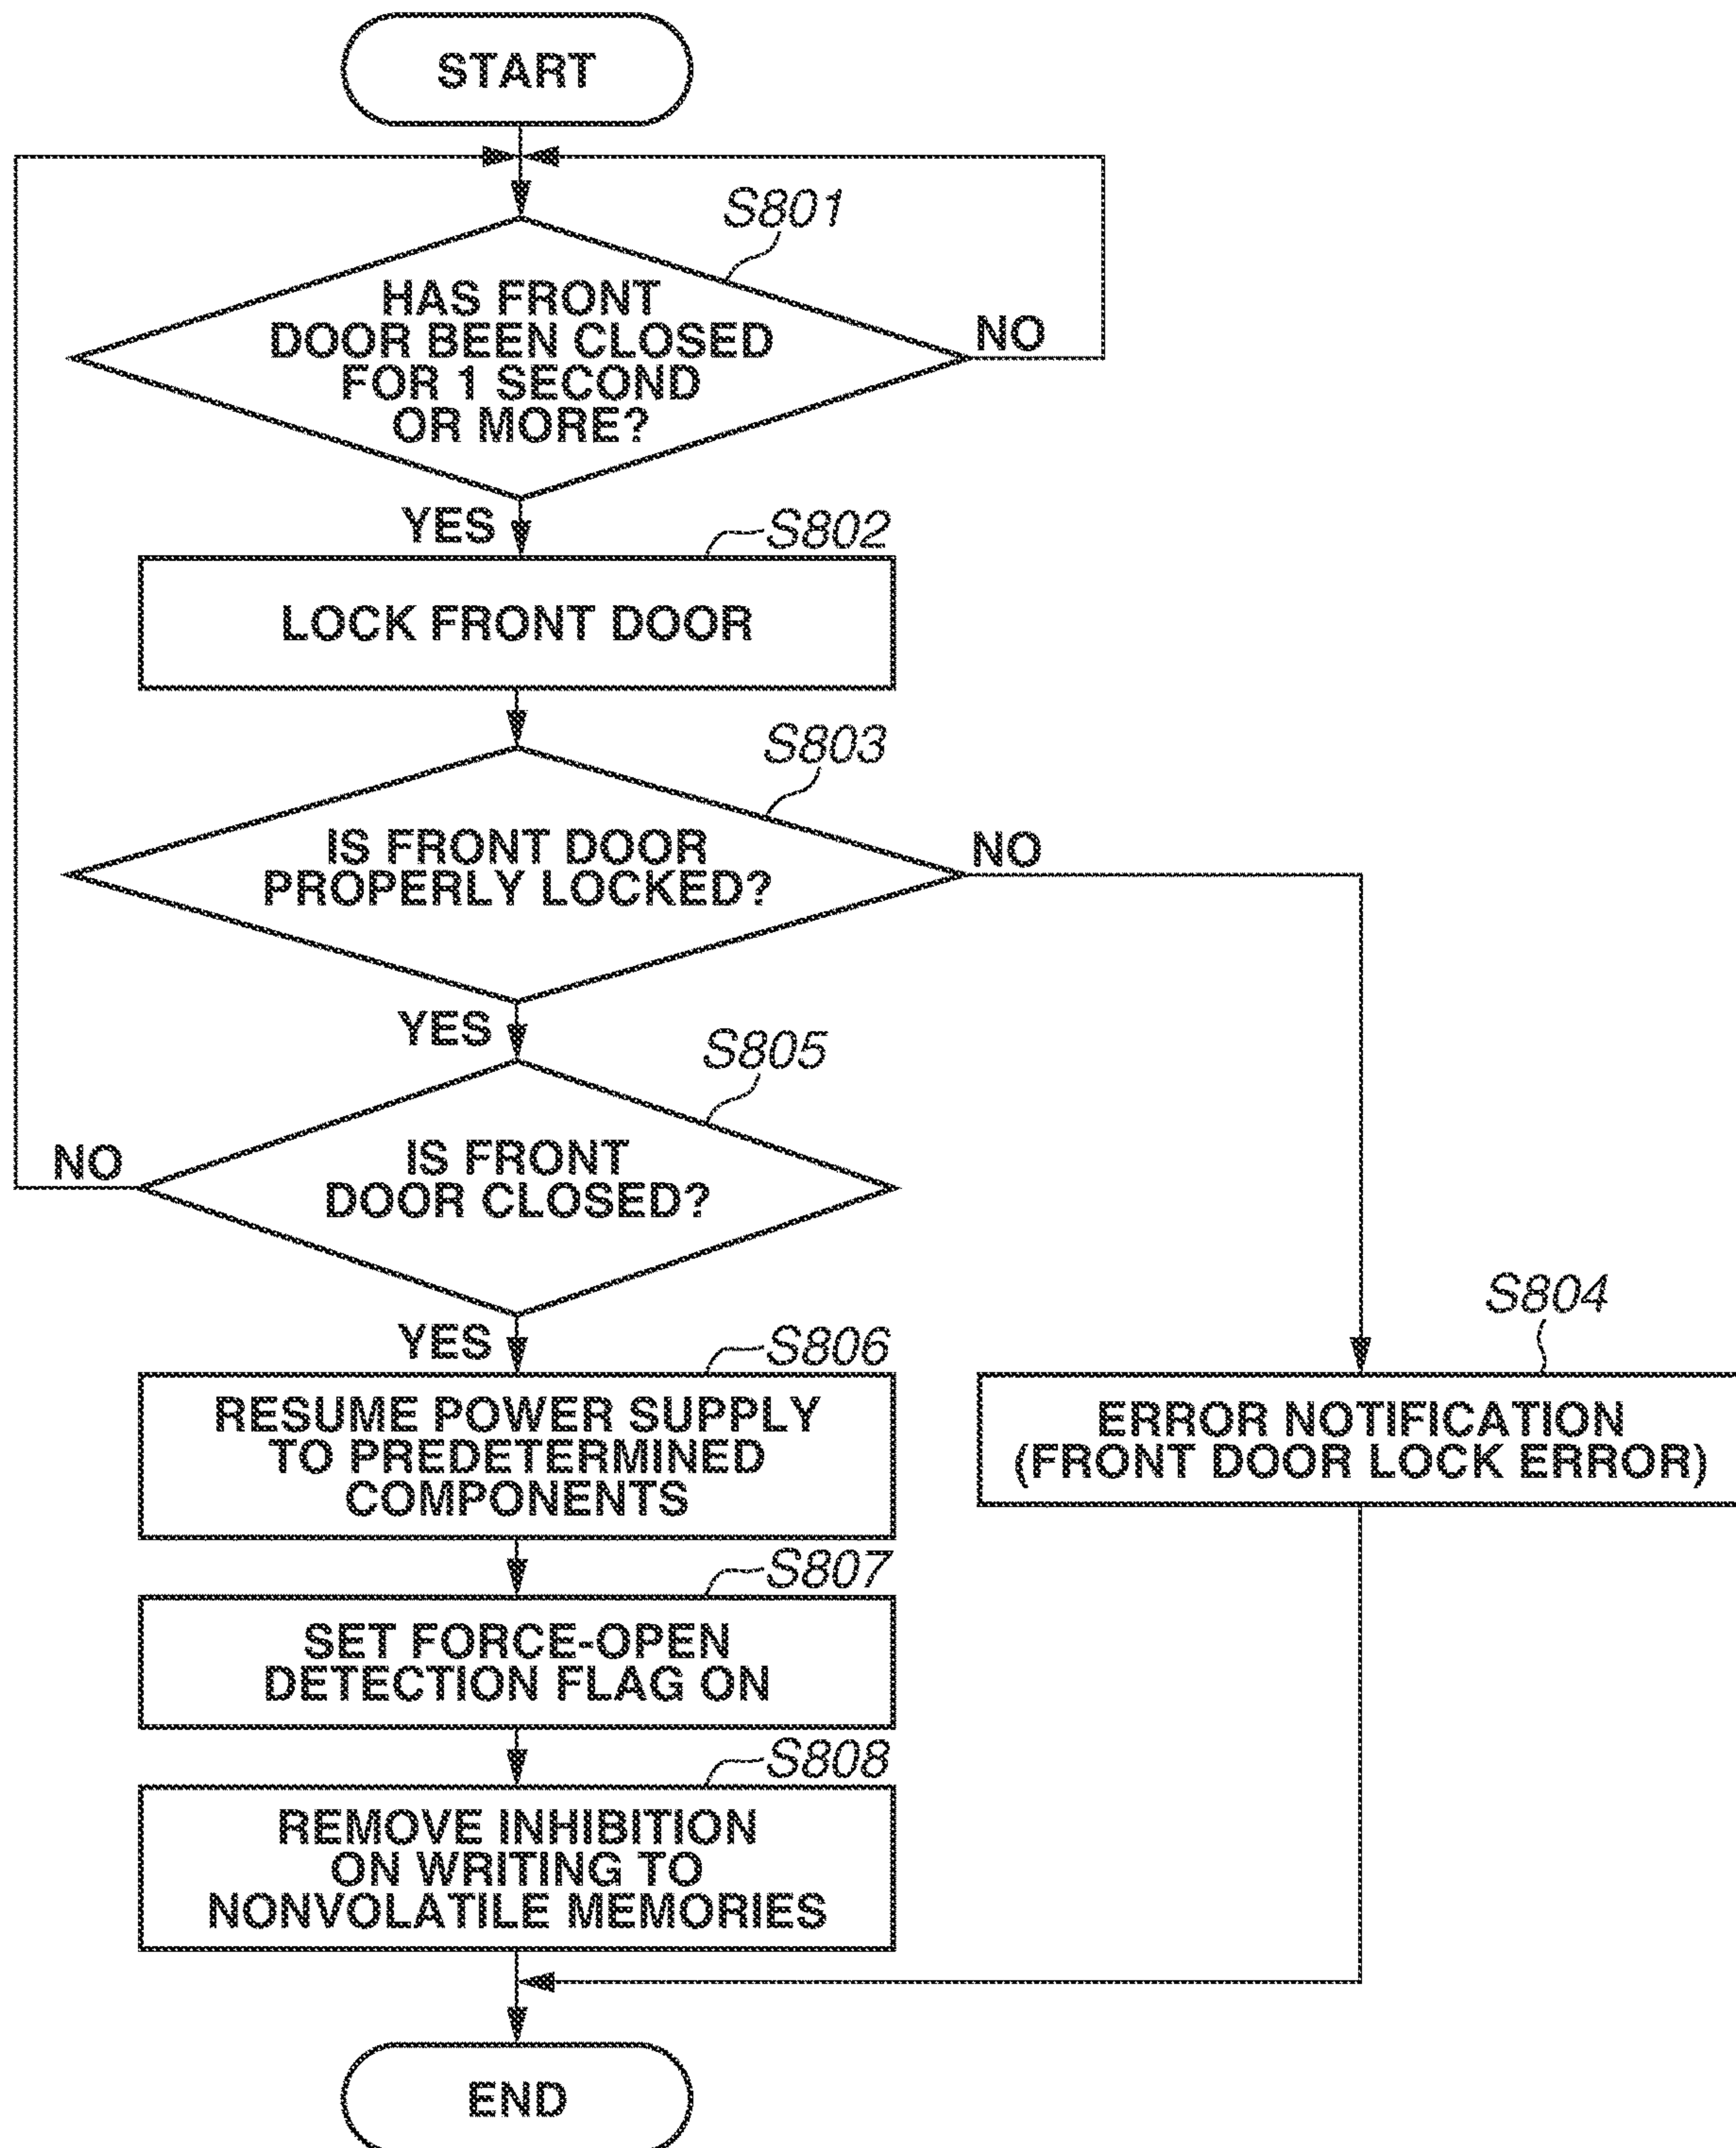 START
S801
HAS FRONT
DOOR BEEN CLOSED
FOR 1 SECOND
OR MORE?
NO
YES
S802
LOCK FRONT DOOR
S803
IS FRONT DOOR
PROPERLY LOCKED?
NO
YES
S805
IS FRONT
DOOR CLOSED?
NO
YES
S806
RESUME POWER SUPPLY
TO PREDETERMINED
COMPONENTS
S804
ERROR NOTIFICATION
(FRONT DOOR LOCK ERROR)
S807
SET FORCE-OPEN
DETECTION FLAG ON
S808
REMOVE INHIBITION
ON WRITING TO
NONVOLATILE MEMORIES
END